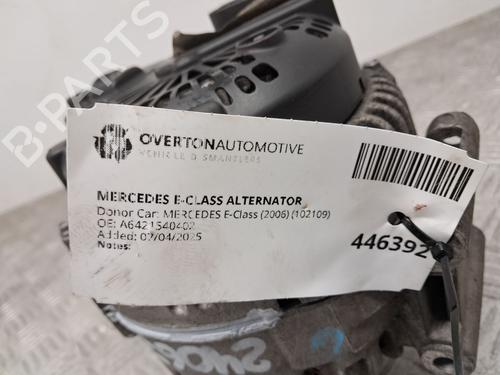 B-PARTS
OVERTONAUTOMOTIVE
VEHICLE DISMANTLERS
MERCEDES E-CLASS ALTERNATOR
Donor Car: MERCEDES E-Class (2006) (102109)
OE: A6421540402
Added: 02/04/2025
Notes:
446392